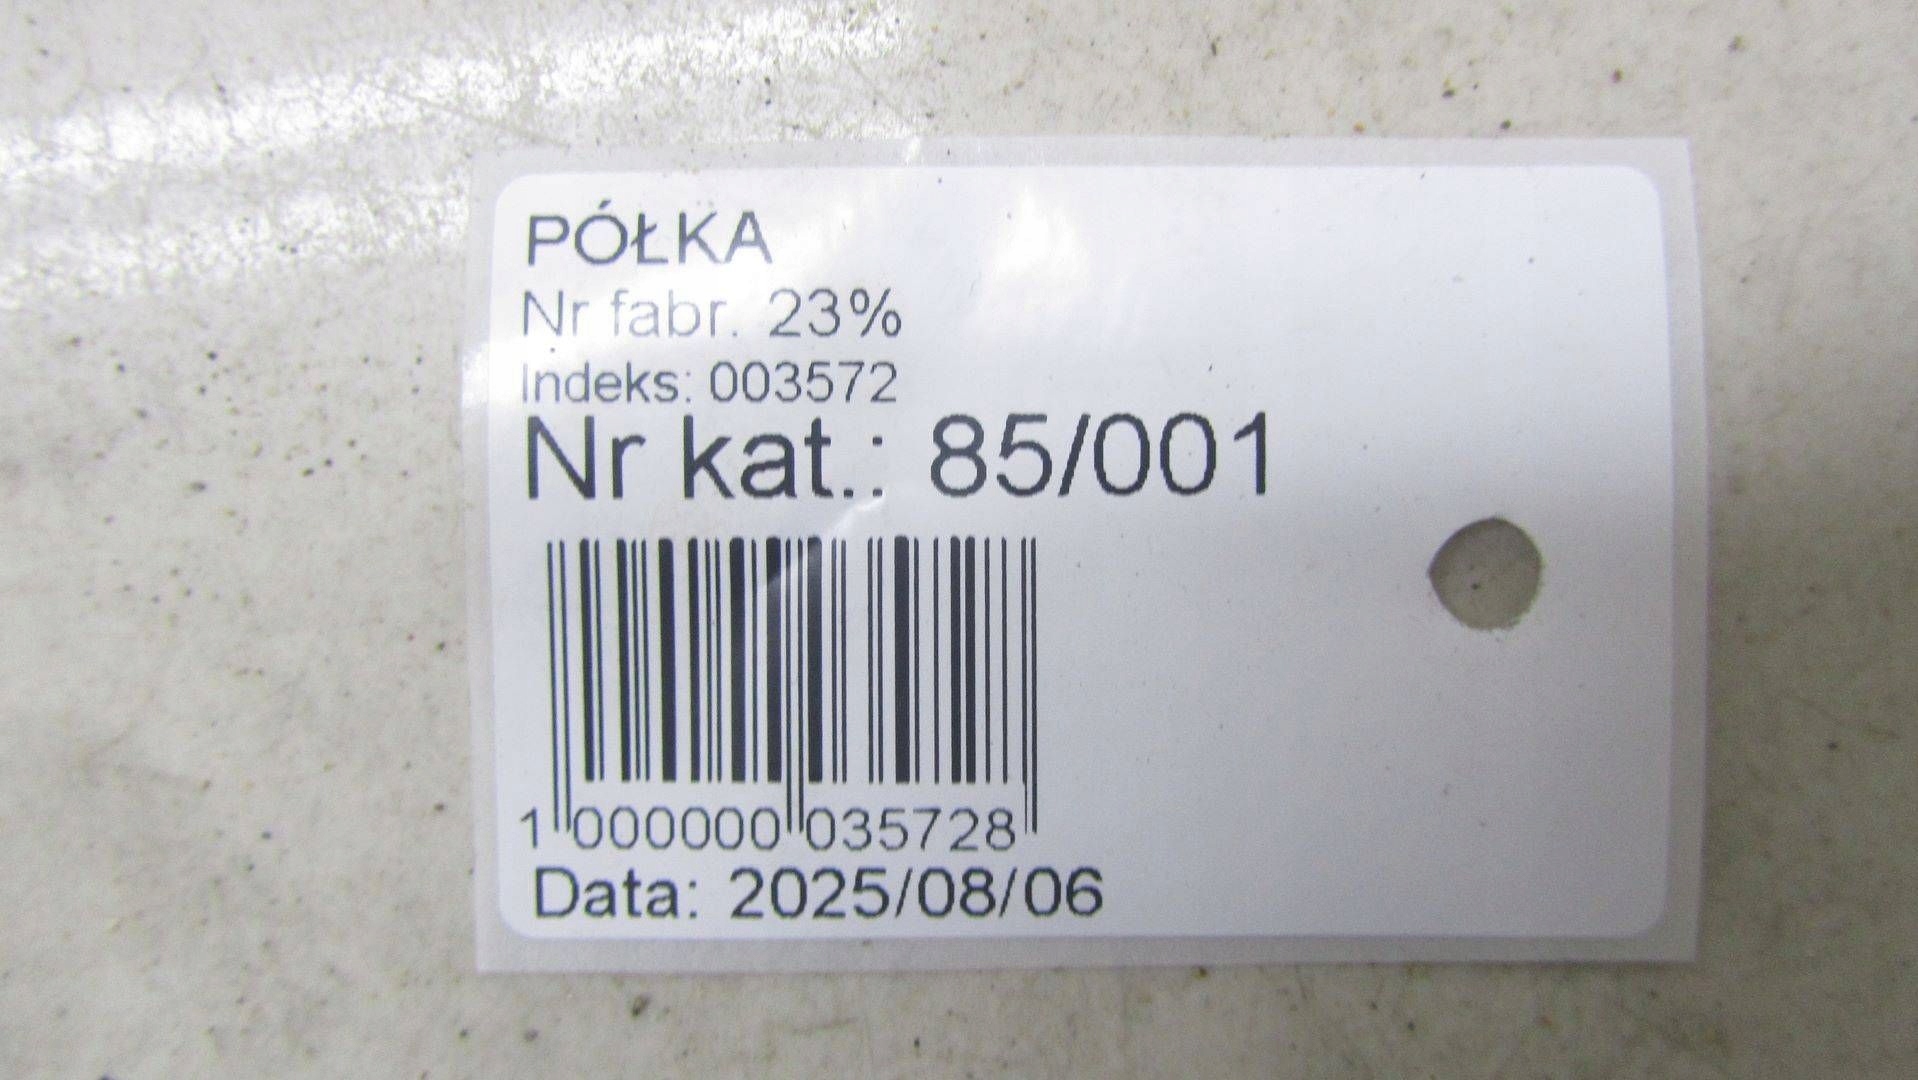 PÓŁKA
Nr fabr. 23%
Indeks: 003572
Nr kat.: 85/001
1 000000 035728
Data: 2025/08/06